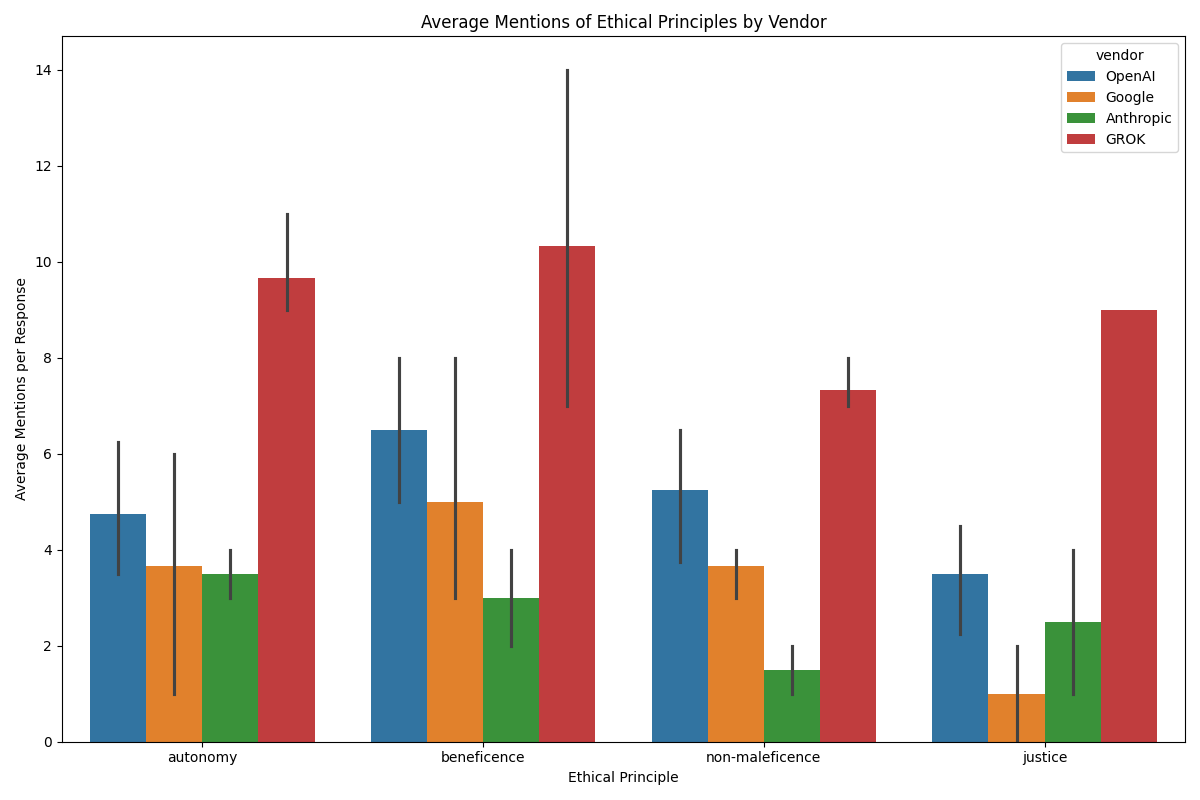 Average Mentions of Ethical Principles by Vendor
vendor
OpenAI
Google
Anthropic
GROK
Average Mentions per Response
14
12
10
8
6
4
2
0
autonomy
beneficence
non-maleficence
justice
Ethical Principle